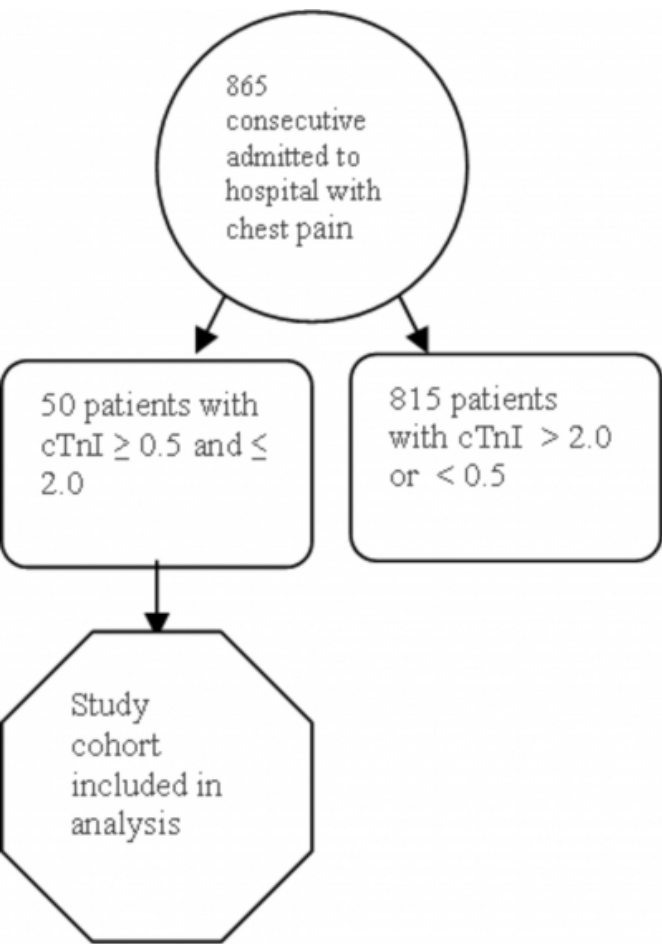 865
consecutive
admitted to
hospital with
chest pain
50 patients with
cTnI ≥ 0.5 and ≤
2.0
815 patients
with cTnI > 2.0
or < 0.5
Study
cohort
included in
analysis